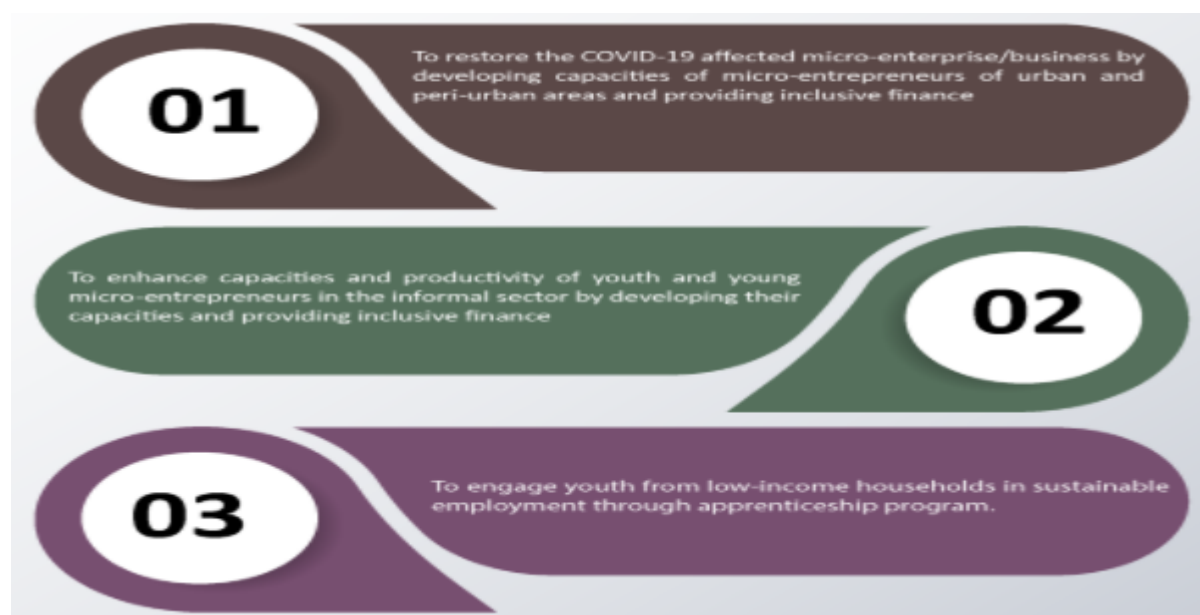 01
To restore the COVID-19 affected micro-enterprise/business by
developing capacities of micro-entrepreneurs of urban and
peri-urban areas and providing inclusive finance
To enhance capacities and productivity of youth and young
micro-entrepreneurs in the informal sector by developing their
capacities and providing inclusive finance
02
03
To engage youth from low-income households in sustainable
employment through apprenticeship program.